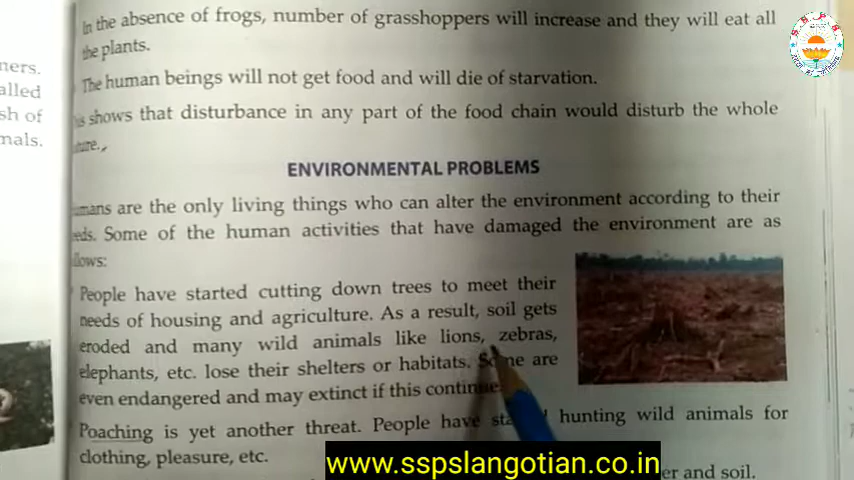 In the absence of frogs, number of grasshoppers will increase and they will eat all
the plants.
The human beings will not get food and will die of starvation.
shows that disturbance in any part of the food chain would disturb the whole
ners.
alled
sh of
mals.
ENVIRONMENTAL PROBLEMS
are the only living things who can alter the environment according to their
Some of the human activities that have damaged the environment are as
People have started cutting down trees to meet their
needs of housing and agriculture. As a result, soil gets
eroded and many wild animals like lions, zebras,
elephants, etc. lose their shelters or habitats. are
even endangered and may extinct if this
Poaching is yet another threat. People have hunting wild animals for
clothing, pleasure, etc.
er and soil.
www.sspslangotian.co.in
S S P S